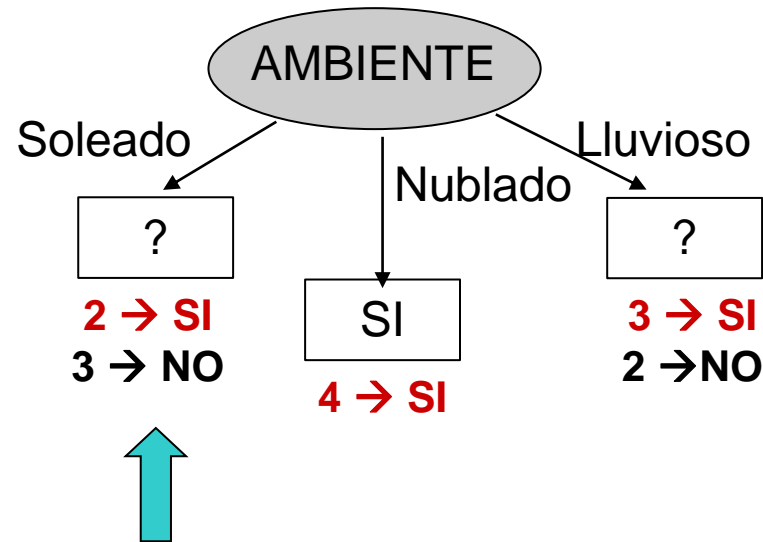 AMBIENTE
Soleado
Nublado
Lluvioso
?
2 → SI
3 → NO
SI
4 → SI
?
3 → SI
2 →NO